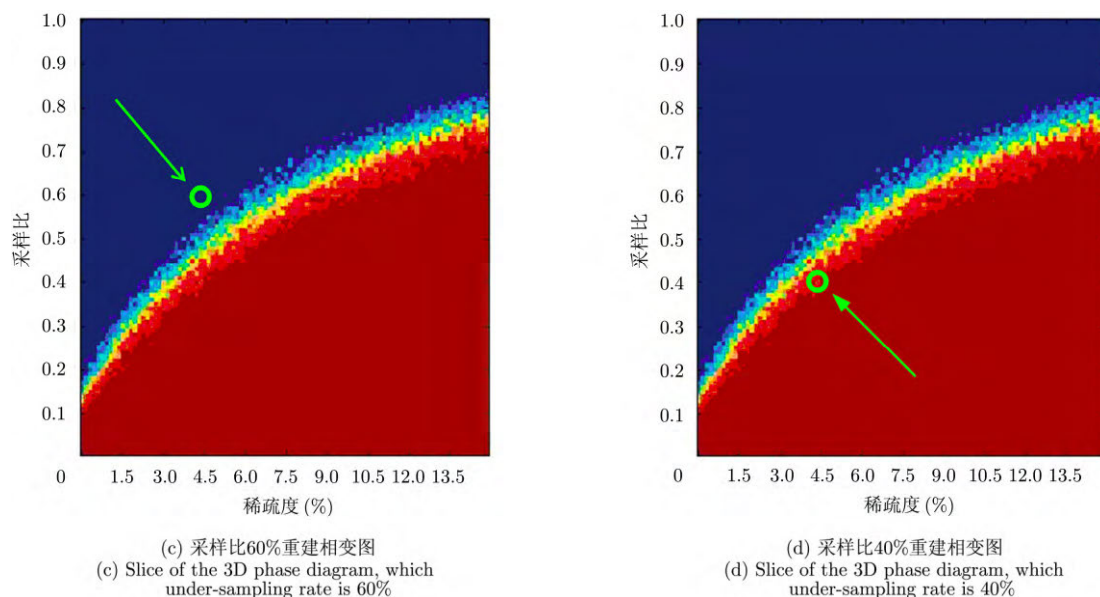 1.0
0.9
0.8
0.7
0.6
0.5
0.4
0.3
0.2
0.1
0
采样比
1.5 3.0 4.5 6.0 7.5 9.0 10.5 12.0 13.5
稀疏度 (%)
(c) 采样比60%重建相变图
(c) Slice of the 3D phase diagram, which
under-sampling rate is 60%
1.0
0.9
0.8
0.7
0.6
0.5
0.4
0.3
0.2
0.1
0
采样比
1.5 3.0 4.5 6.0 7.5 9.0 10.5 12.0 13.5
稀疏度 (%)
(d) 采样比40%重建相变图
(d) Slice of the 3D phase diagram, which
under-sampling rate is 40%